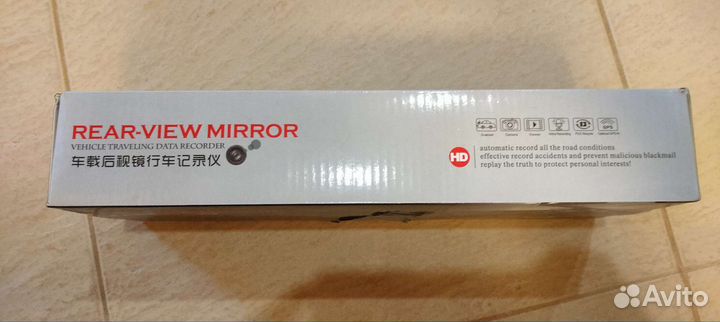 REAR-VIEW MIRROR
VEHICLE TRAVELING DATA RECORDER
车载后视镜行车记录仪
GPS
HD
automatic record all the road conditions
effective record accidents and prevent malicious blackmail
replay the truth to protect personal interests!
Avito